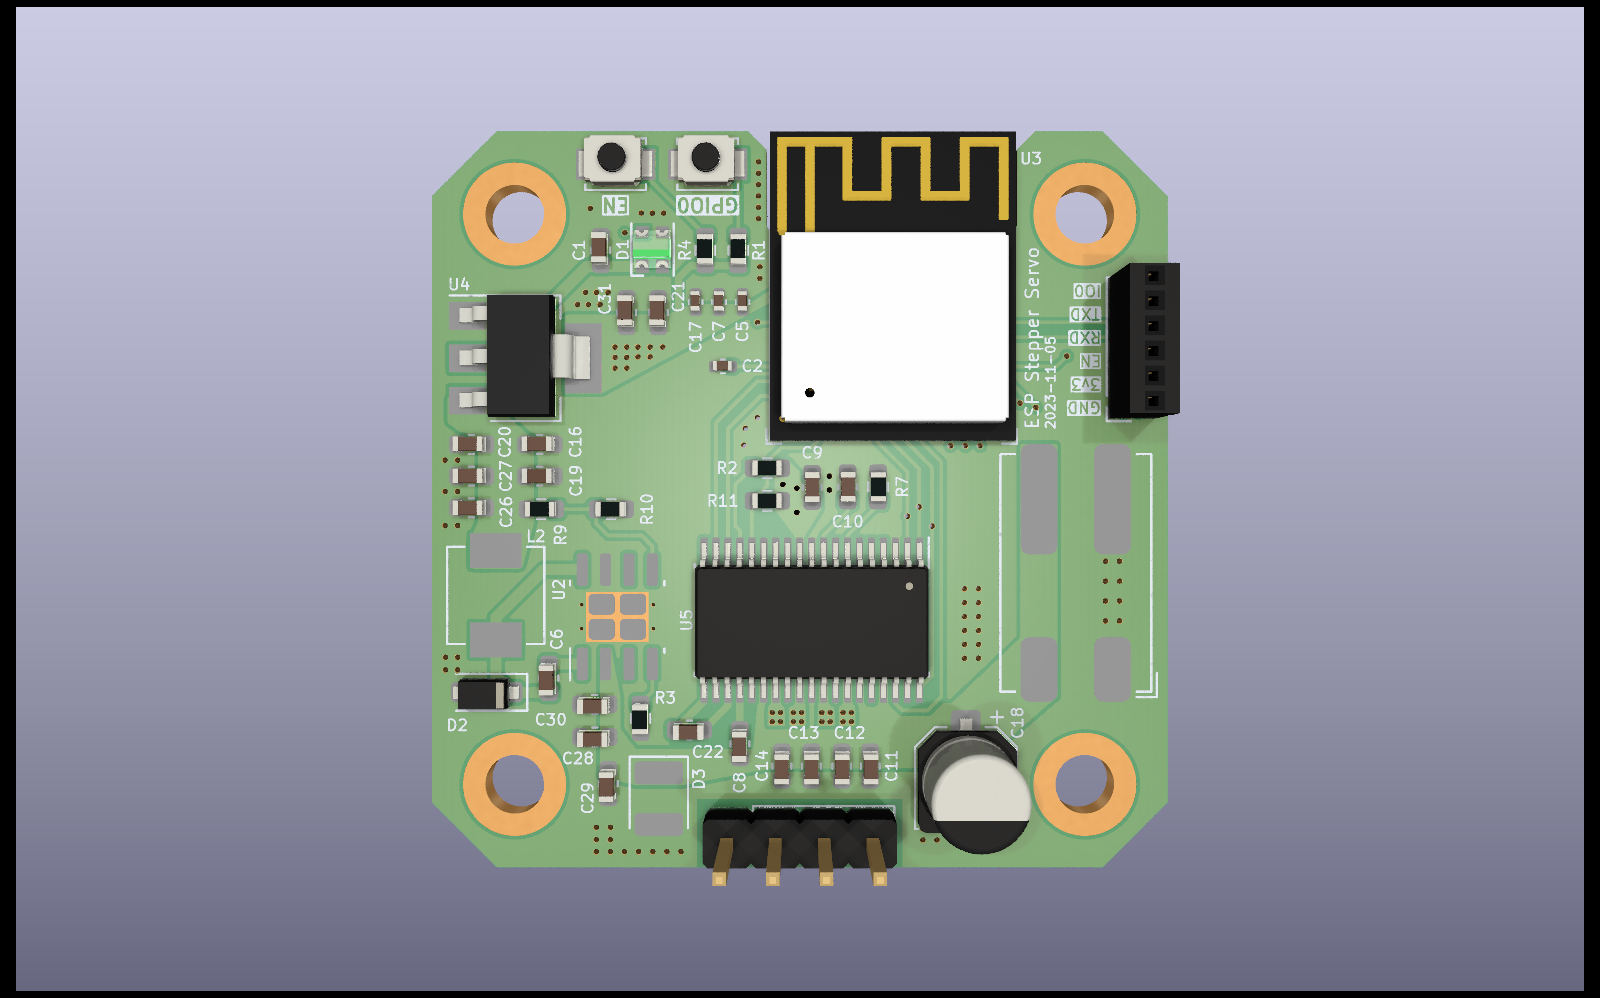 U3
EN
GPIO0
C1
D1
R4
R1
U4
C31
C21
C17
C7
C5
C2
IO0
TXD
RXD
EN
3v3
GND
ESP Stepper Servo
2023-11-05
C20
C16
C27
C19
C26
R9
R10
R2
R11
C9
C10
R7
L2
U2
U5
C6
D2
C30
R3
C28
C22
C29
D3
C8
C14
C13
C12
C11
+
C18